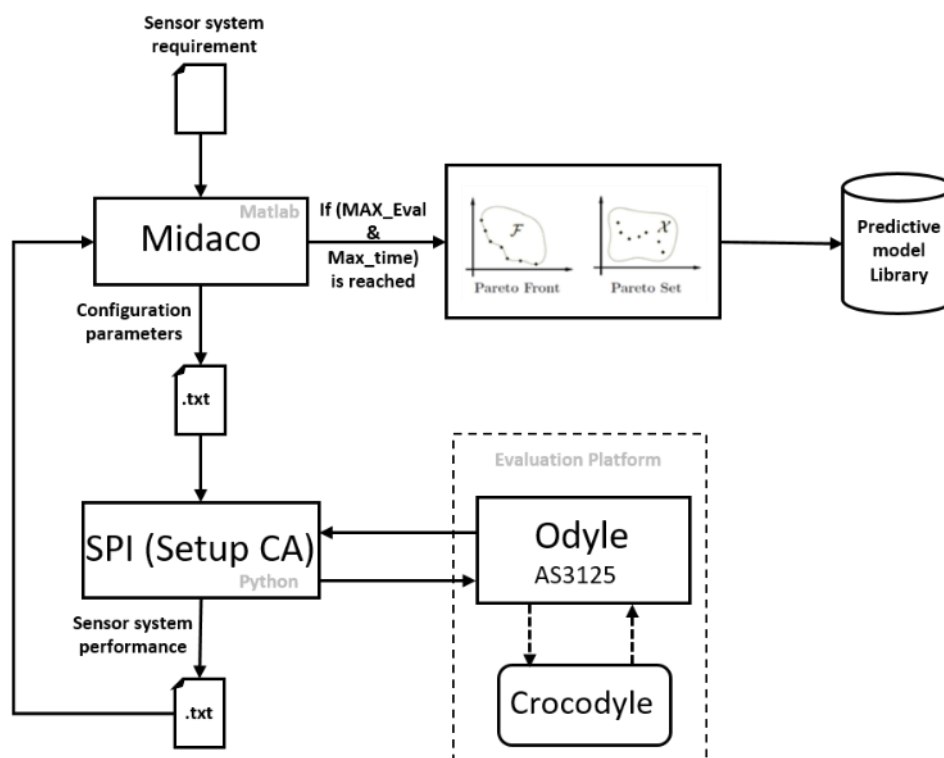 Sensor system
requirement
Matlab
Midaco
If (MAX_Eval
&
Max_time)
is reached
ℱ
Pareto Front
𝒳
Pareto Set
Predictive
model
Library
Configuration
parameters
.txt
Evaluation Platform
SPI (Setup CA)
Python
Odyle
AS3125
Sensor system
performance
.txt
Crocodyle